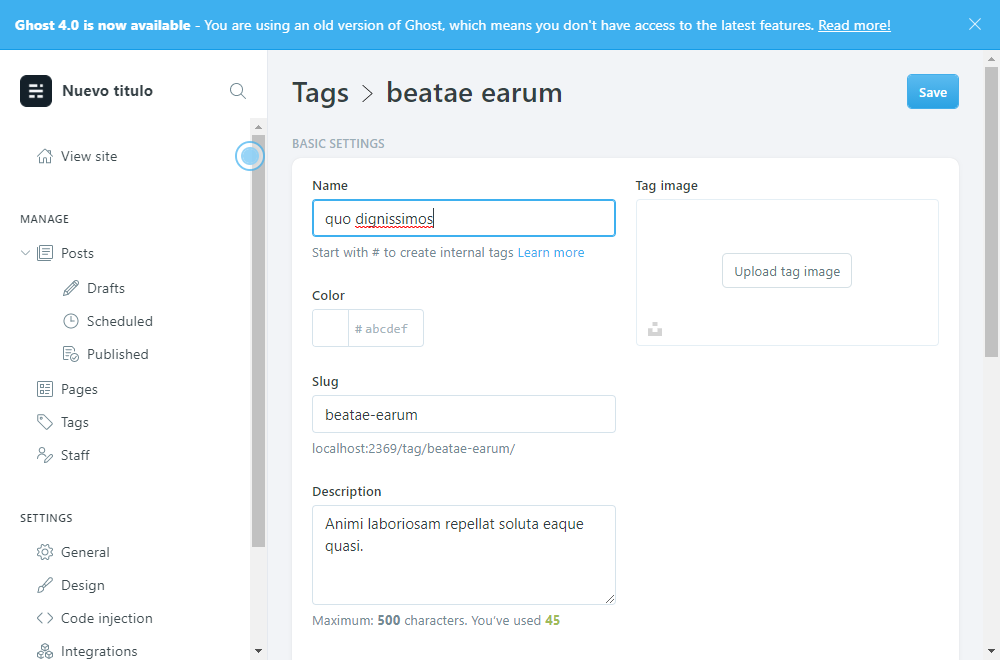 Ghost 4.0 is now available - You are using an old version of Ghost, which means you don't have access to the latest features. Read more!
Nuevo titulo
View site
MANAGE
Posts
Drafts
Scheduled
Published
Pages
Tags
Staff
SETTINGS
General
Design
Code injection
Integrations
Tags > beatae earum
Save
BASIC SETTINGS
Name
quo dignissimos
Start with # to create internal tags Learn more
Color
# abcdef
Slug
beatae-earum
localhost:2369/tag/beatae-earum/
Description
Animi laboriosam repellat soluta eaque
quasi.
Maximum: 500 characters. You've used 45
Tag image
Upload tag image